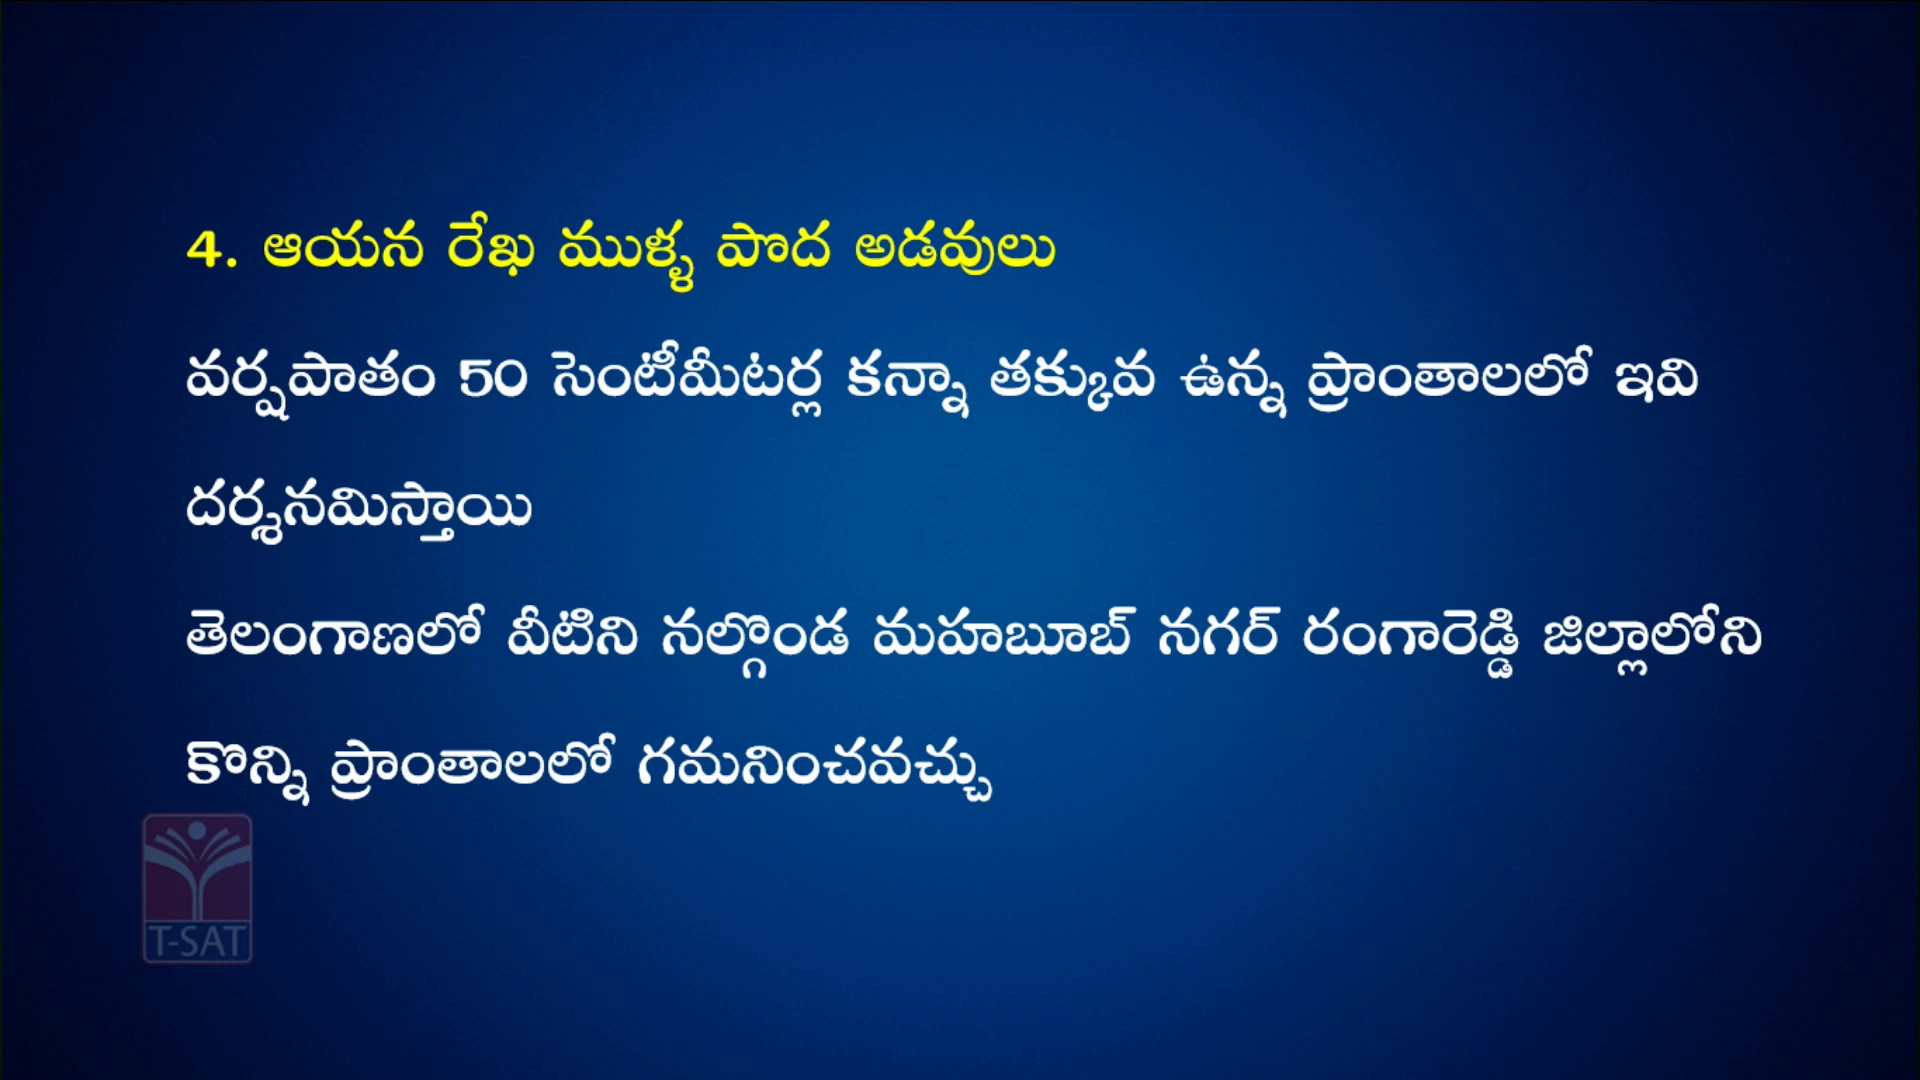 4. ఆయన రేఖ ముళ్ళ పొద అడవులు
వర్షపాతం 50 సెంటీమీటర్ల కన్నా తక్కువ ఉన్న ప్రాంతాలలో ఇవి
దర్శనమిస్తాయి
తెలంగాణలో వీటిని నల్గొండ మహబూబ్ నగర్ రంగారెడ్డి జిల్లాలోని
కొన్ని ప్రాంతాలలో గమనించవచ్చు
T-SAT